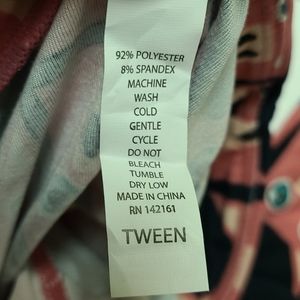 92% POLYESTER
8% SPANDEX
MACHINE
WASH
COLD
GENTLE
CYCLE
DO NOT
BLEACH
TUMBLE
DRY LOW
MADE IN CHINA
RN 142161
TWEEN